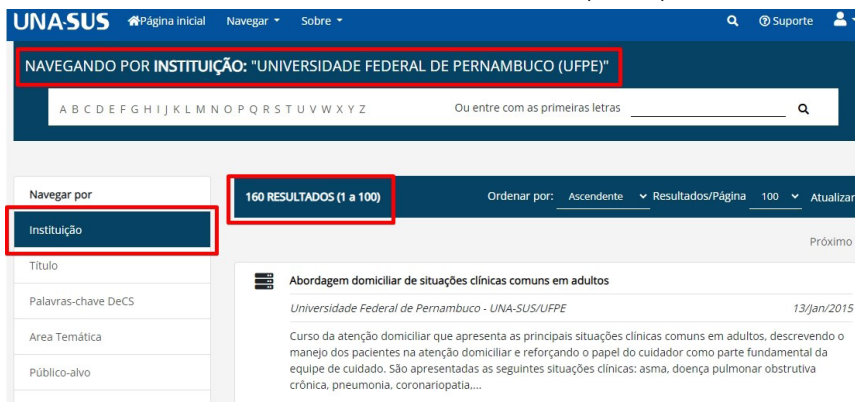 UNA-SUS Página inicial Navegar Sobre Suporte
NAVEGANDO POR INSTITUIÇÃO: "UNIVERSIDADE FEDERAL DE PERNAMBUCO (UFPE)"
A B C D E F G H I J K L M N O P Q R S T U V W X Y Z Ou entre com as primeiras letras
Navegar por
Instituição
Título
Palavras-chave DeCS
Area Temática
Público-alvo
160 RESULTADOS (1 a 100) Ordenar por: Ascendente Resultados/Página 100 Atualizar
Próximo
Abordagem domiciliar de situações clínicas comuns em adultos
Universidade Federal de Pernambuco - UNA-SUS/UFPE 13/Jan/2015
Curso da atenção domiciliar que apresenta as principais situações clínicas comuns em adultos, descrevendo o
manejo dos pacientes na atenção domiciliar e reforçando o papel do cuidador como parte fundamental da
equipe de cuidado. São apresentadas as seguintes situações clínicas: asma, doença pulmonar obstrutiva
crônica, pneumonia, coronariopatia,...